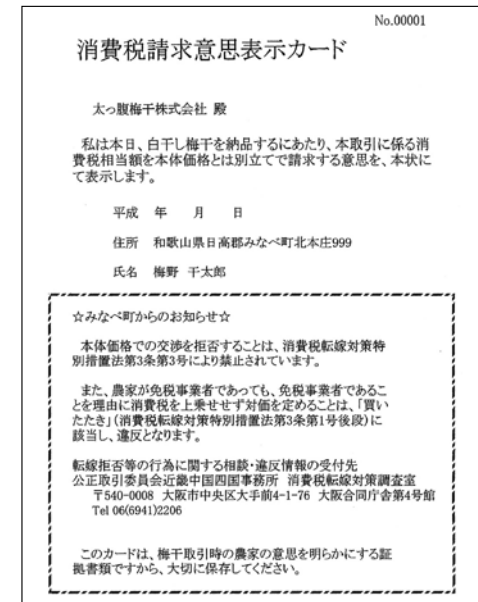 No.00001
消費税請求意思表示カード
太っ腹梅干株式会社 殿
私は本日、白干し梅干を納品するにあたり、本取引に係る消
費税相当額を本体価格とは別立てで請求する意思を、本状に
て表示します。
平成 年 月 日
住所 和歌山県日高郡みなべ町北本庄999
氏名 梅野 干太郎
☆みなべ町からのお知らせ☆
本体価格での交渉を拒否することは、消費税転嫁対策特
別措置法第3条第3号により禁止されています。
また、農家が免税事業者であっても、免税事業者であるこ
とを理由に消費税を上乗せせず対価を定めることは、「買い
たたき」(消費税転嫁対策特別措置法第3条第1号後段)に
該当し、違反となります。
転嫁拒否等の行為に関する相談・違反情報の受付先
公正取引委員会近畿中国四国事務所 消費税転嫁対策調査室
〒540-0008 大阪市中央区大手前4-1-76 大阪合同庁舎第4号館
Tel 06(6941)2206
このカードは、梅干取引時の農家の意思を明らかにする証
拠書類ですから、大切に保存してください。